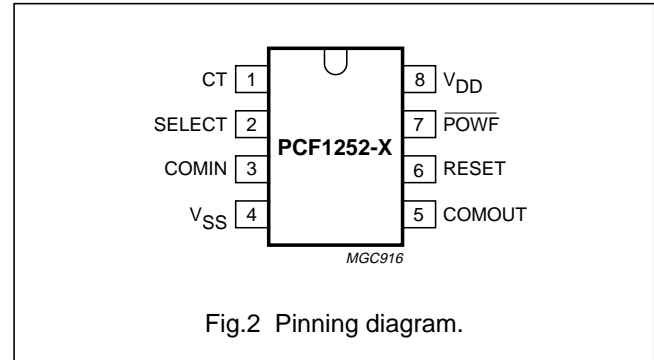 CT 1 8 VDD
SELECT 2 7 POWF
PCF1252-X
COMIN 3 6 RESET
VSS 4 5 COMOUT
MGC916
Fig.2 Pinning diagram.